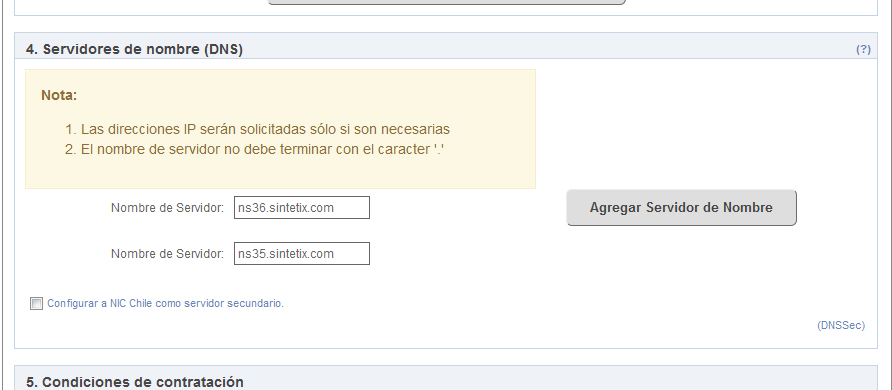 4. Servidores de nombre (DNS)
(?)
Nota:
1. Las direcciones IP serán solicitadas sólo si son necesarias
2. El nombre de servidor no debe terminar con el caracter '.'
Nombre de Servidor: ns36.sintetix.com
Agregar Servidor de Nombre
Nombre de Servidor: ns35.sintetix.com
Configurar a NIC Chile como servidor secundario.
(DNSSec)
5. Condiciones de contratación